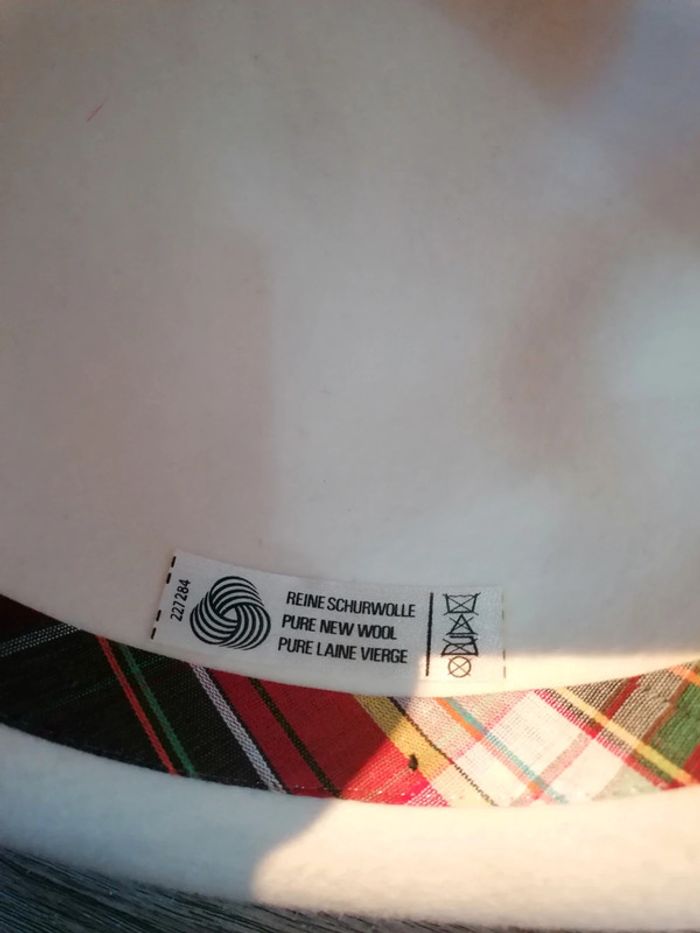 227284
REINE SCHURWOLLE
PURE NEW WOOL
PURE LAINE VIERGE